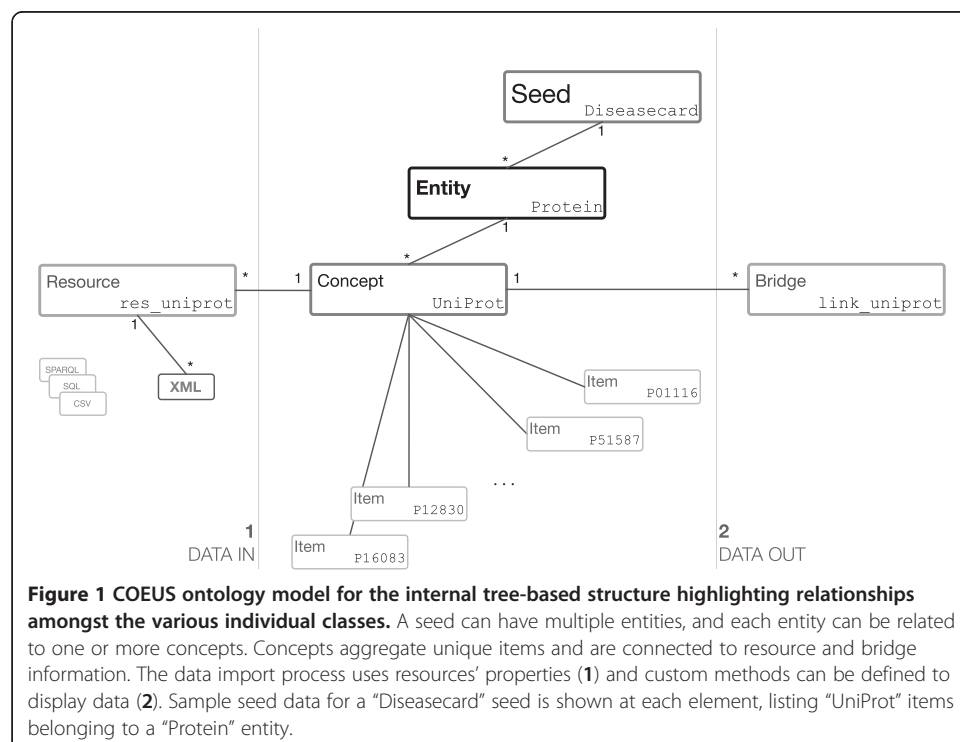 Seed
Diseasecard
1
*
Entity
Protein
1
*
Resource
res_uniprot
*
1
Concept
UniProt
1
*
Bridge
link_uniprot
1
*
SPARQL
SQL
CSV
XML
Item
P01116
Item
P51587
...
Item
P12830
Item
P16083
1
DATA IN
2
DATA OUT
Figure 1 COEUS ontology model for the internal tree-based structure highlighting relationships
amongst the various individual classes. A seed can have multiple entities, and each entity can be related
to one or more concepts. Concepts aggregate unique items and are connected to resource and bridge
information. The data import process uses resources’ properties (1) and custom methods can be defined to
display data (2). Sample seed data for a “Diseasecard” seed is shown at each element, listing “UniProt” items
belonging to a “Protein” entity.